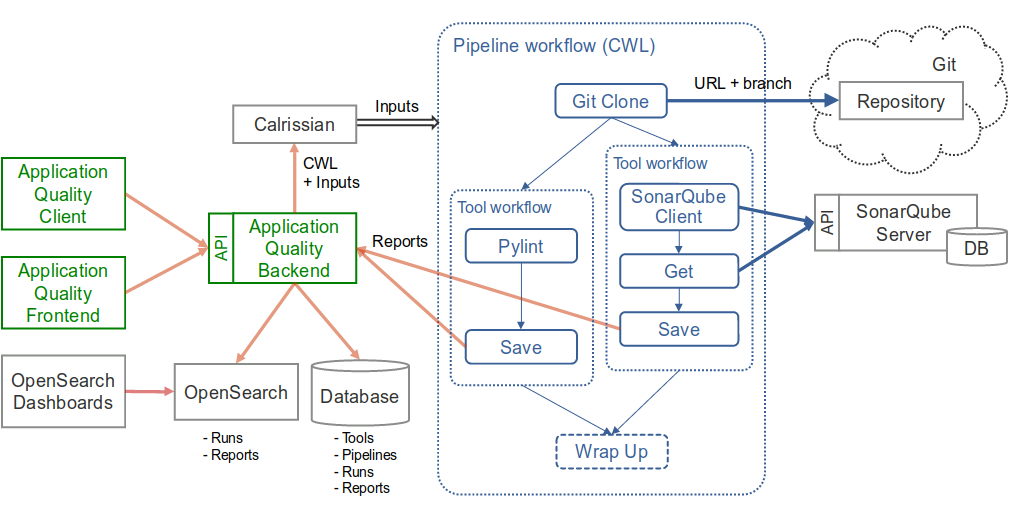 Pipeline workflow (CWL)
Git
URL + branch
Git Clone
Repository
Inputs
Calrissian
CWL
+ Inputs
Tool workflow
Application
Quality
Client
SonarQube
Client
API
SonarQube
Server
DB
Tool workflow
API
Application
Quality
Backend
Reports
Pylint
Get
Application
Quality
Frontend
Save
Save
OpenSearch
Dashboards
OpenSearch
Database
- Runs
- Reports
- Tools
- Pipelines
- Runs
- Reports
Wrap Up